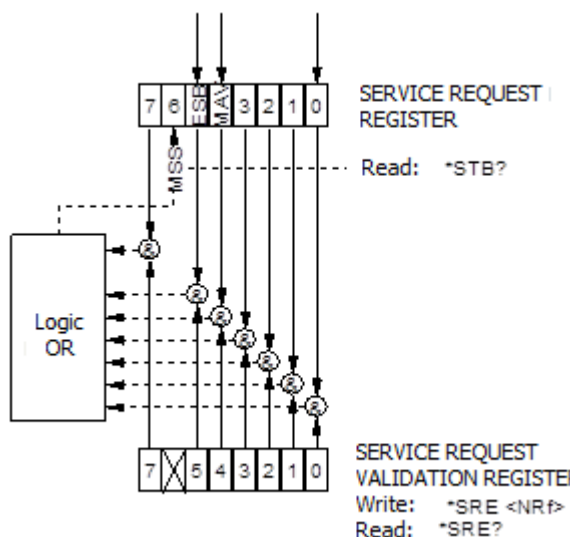 7 6 ESB MAV 3 2 1 0
SERVICE REQUEST
REGISTER
MSS
Read: *STB?
&
&
&
&
&
&
&
Logic
OR
7 5 4 3 2 1 0
SERVICE REQUEST
VALIDATION REGISTE
Write: *SRE <NRf>
Read: *SRE?